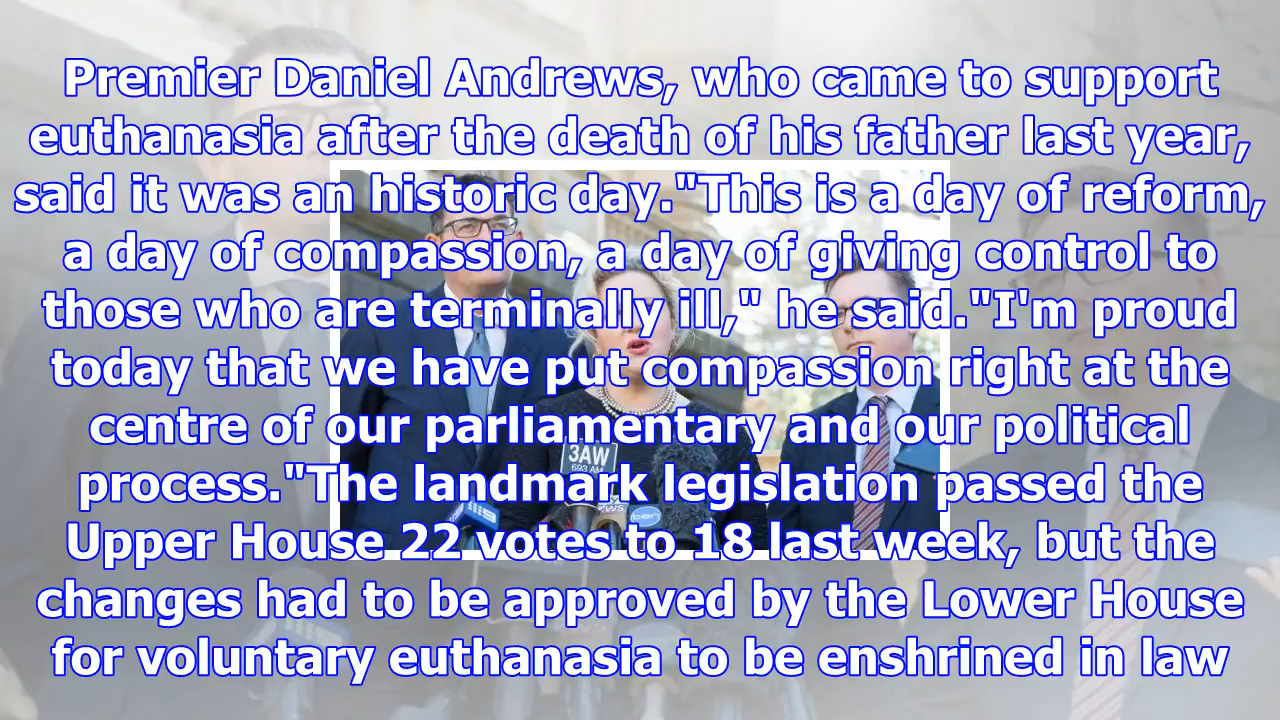 Premier Daniel Andrews, who came to support
euthanasia after the death of his father last year,
said it was an historic day."This is a day of reform,
a day of compassion, a day of giving control to
those who are terminally ill," he said."I'm proud
today that we have put compassion right at the
centre of our parliamentary and our political
process."The landmark legislation passed the
Upper House 22 votes to 18 last week, but the
changes had to be approved by the Lower House
for voluntary euthanasia to be enshrined in law
3AW
693 AM
ten